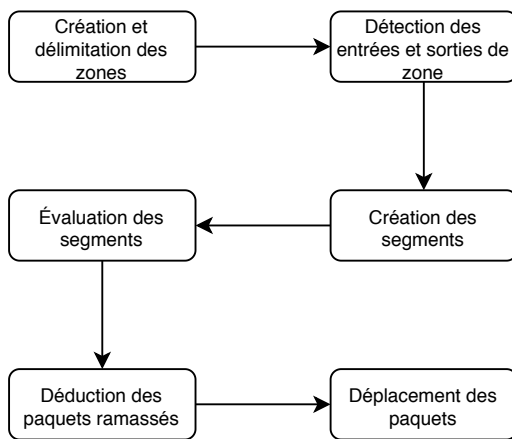 Création et
délimitation des
zones
Détection des
entrées et sorties de
zone
Évaluation des
segments
Création des
segments
Déduction des
paquets ramassés
Déplacement des
paquets